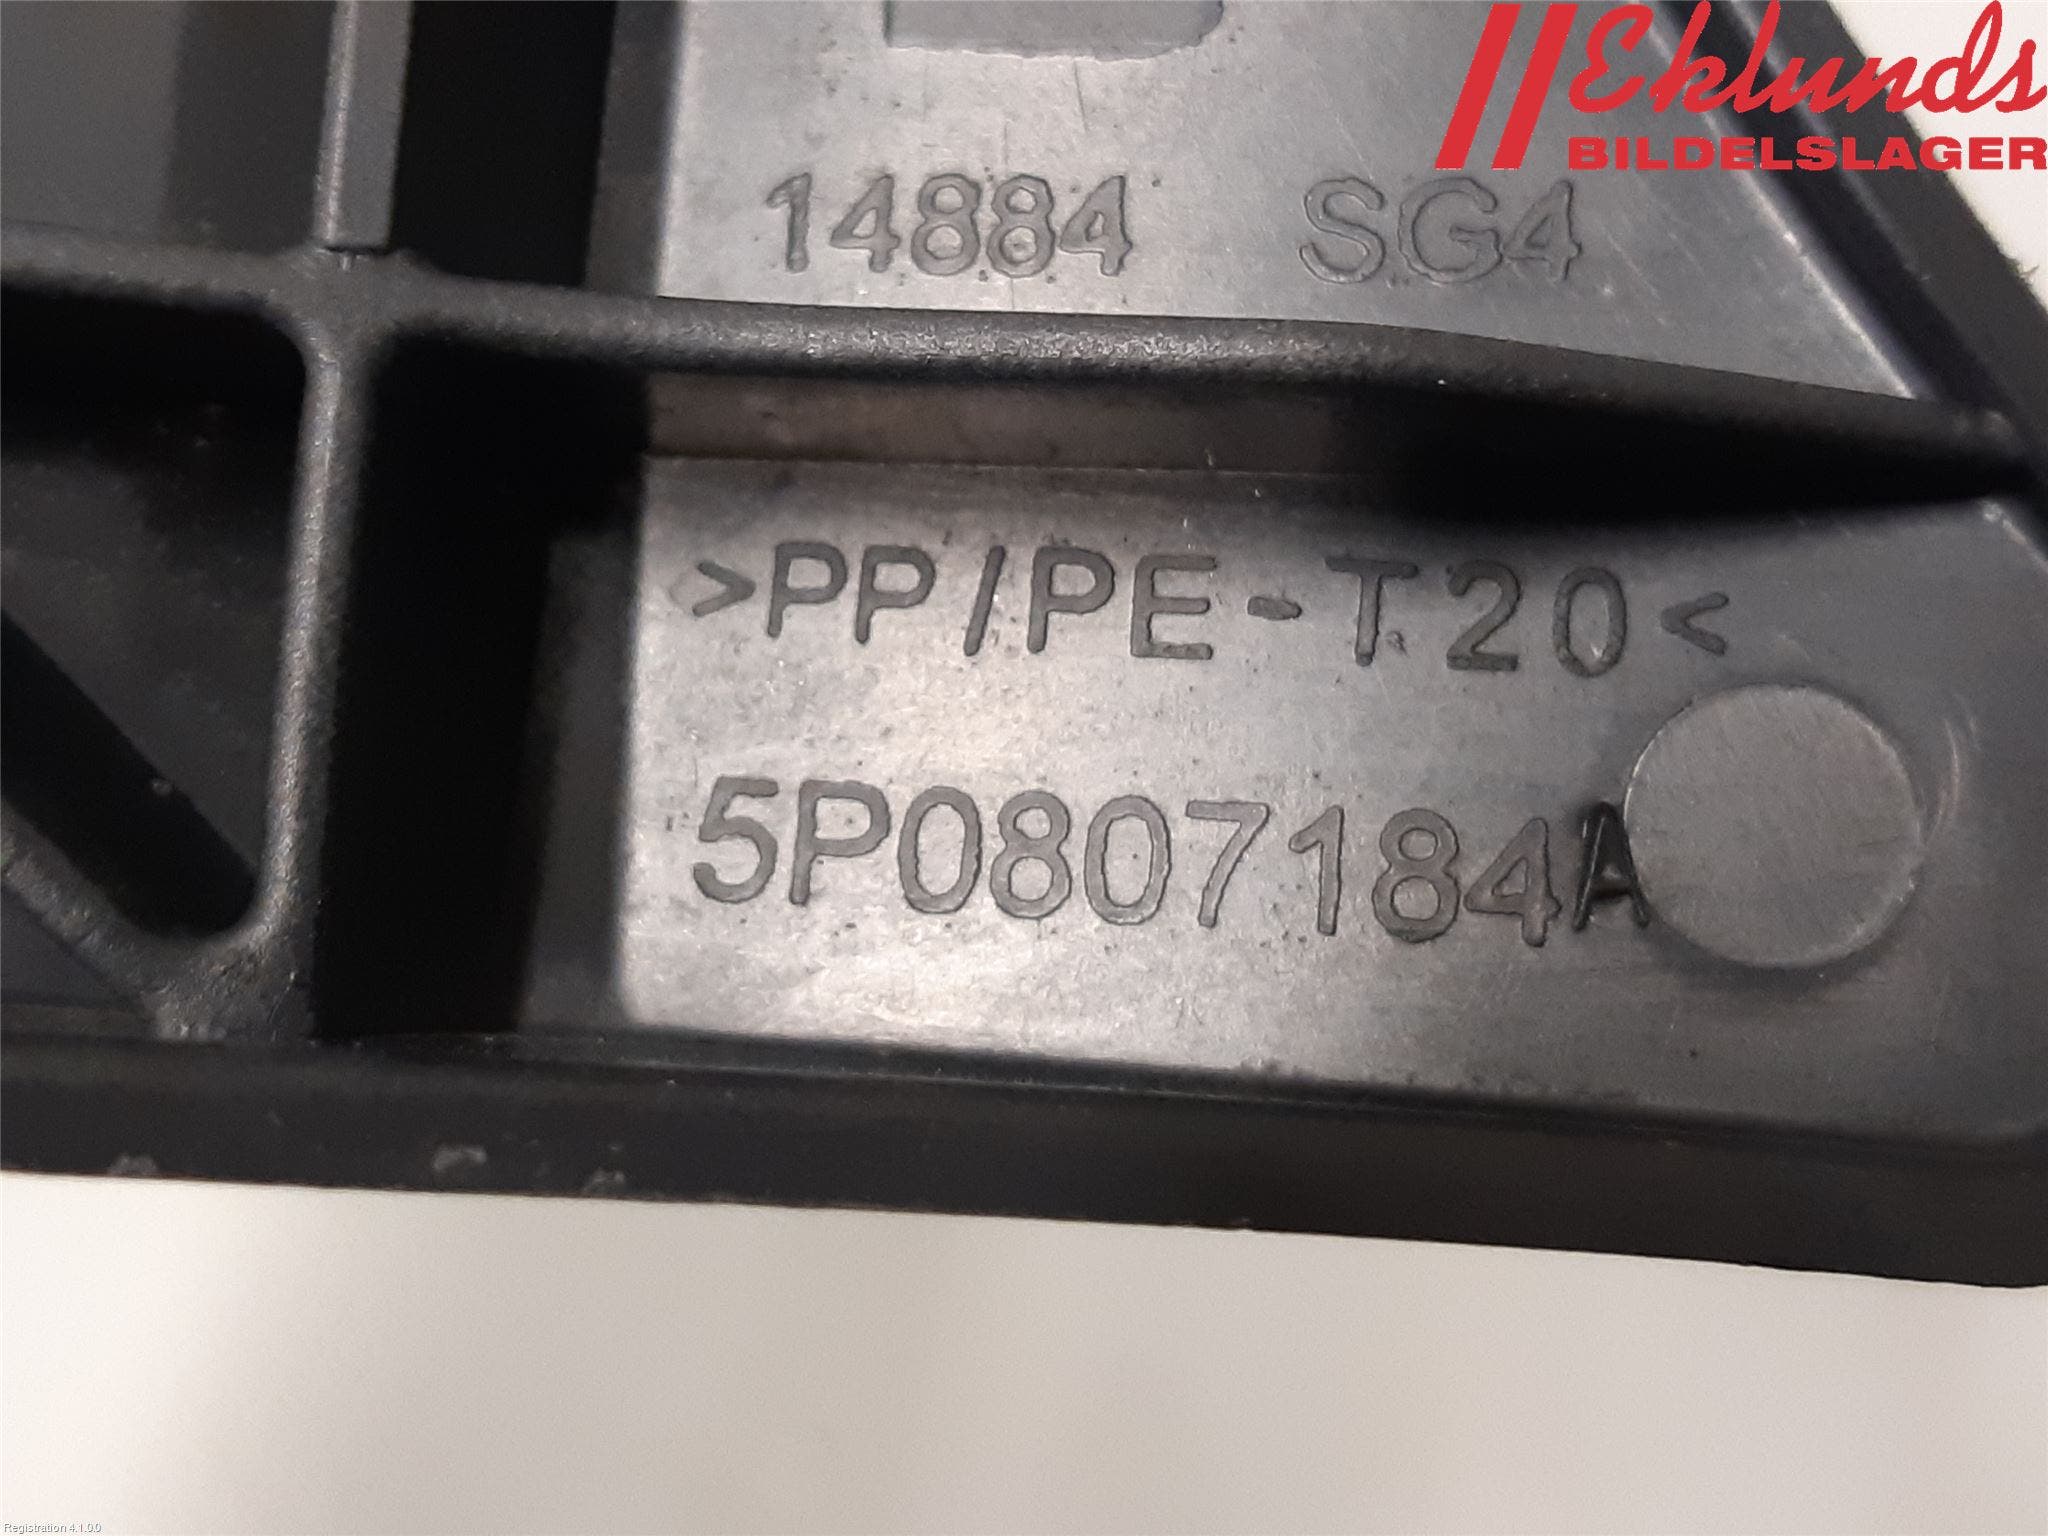 Eklunds
BILDELSLAGER
14884 SG4
>PP/PE-T20<
5P0807184A
Registration 4.1.0.0